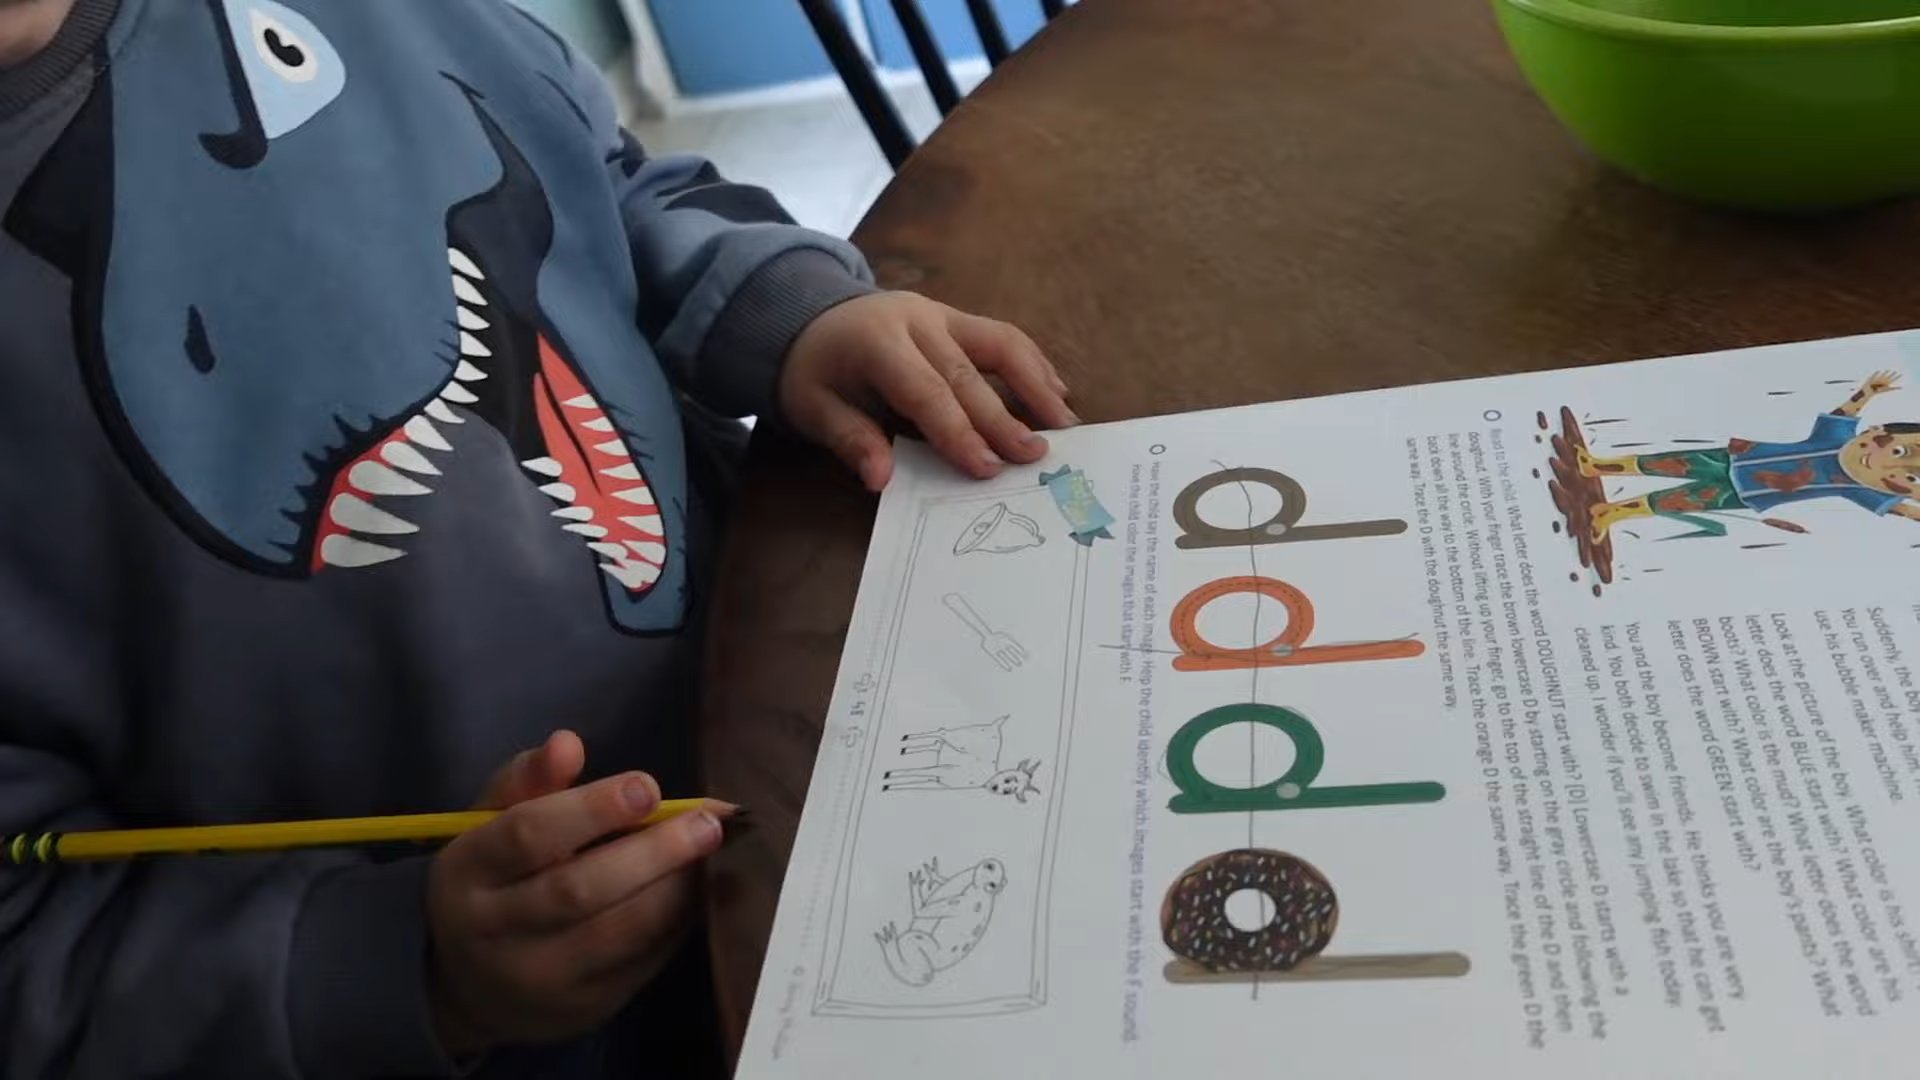 Suddenly, the boy
you run over and help him.
use his bubble maker machine.
Look at the picture of the boy. What color is his shirt?
letter does the word BLUE start with? What color are his
boots? What color is the mud? What letter does the word
BROWN start with? What color are the boy's pants? What
letter does the word GREEN start with?
You and the boy become friends. He thinks you are very
kind. You both decide to swim in the lake so that he can get
cleaned up. I wonder if you'll see any jumping fish today.
Read to the child: What letter does the word DOUGHNUT start with? [D] Lowercase D starts with a
doughnut. With your finger trace the brown lowercase D by starting on the gray circle and following the
line around the circle. Without lifting up your finger, go to the top of the straight line of the D and then
back down all the way to the bottom of the line. Trace the orange D the same way. Trace the green D the
same way. Trace the D with the doughnut the same way.
d d d d
Have the child say the name of each image. Help the child identify which images start with the F sound.
Have the child color the images that start with F.
84